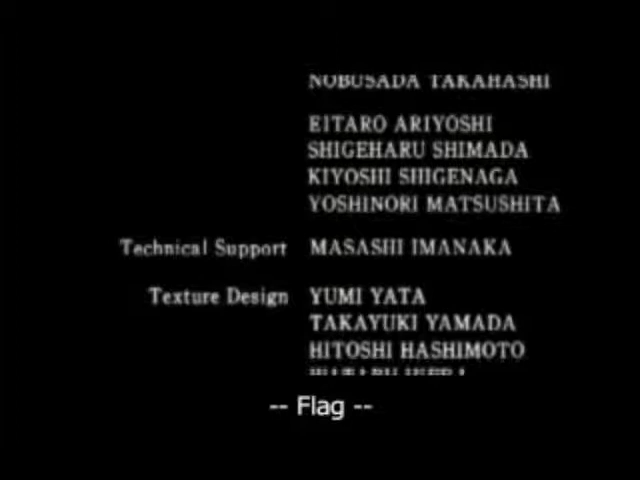 NOBUSADA TAKAHASHI
EITARO ARIYOSHI
SHIGEHARU SHIMADA
KIYOSHI SHIGENAGA
YOSHINORI MATSUSHITA
Technical Support MASASHI IMANAKA
Texture Design YUMI YATA
TAKAYUKI YAMADA
HITOSHI HASHIMOTO
-- Flag --